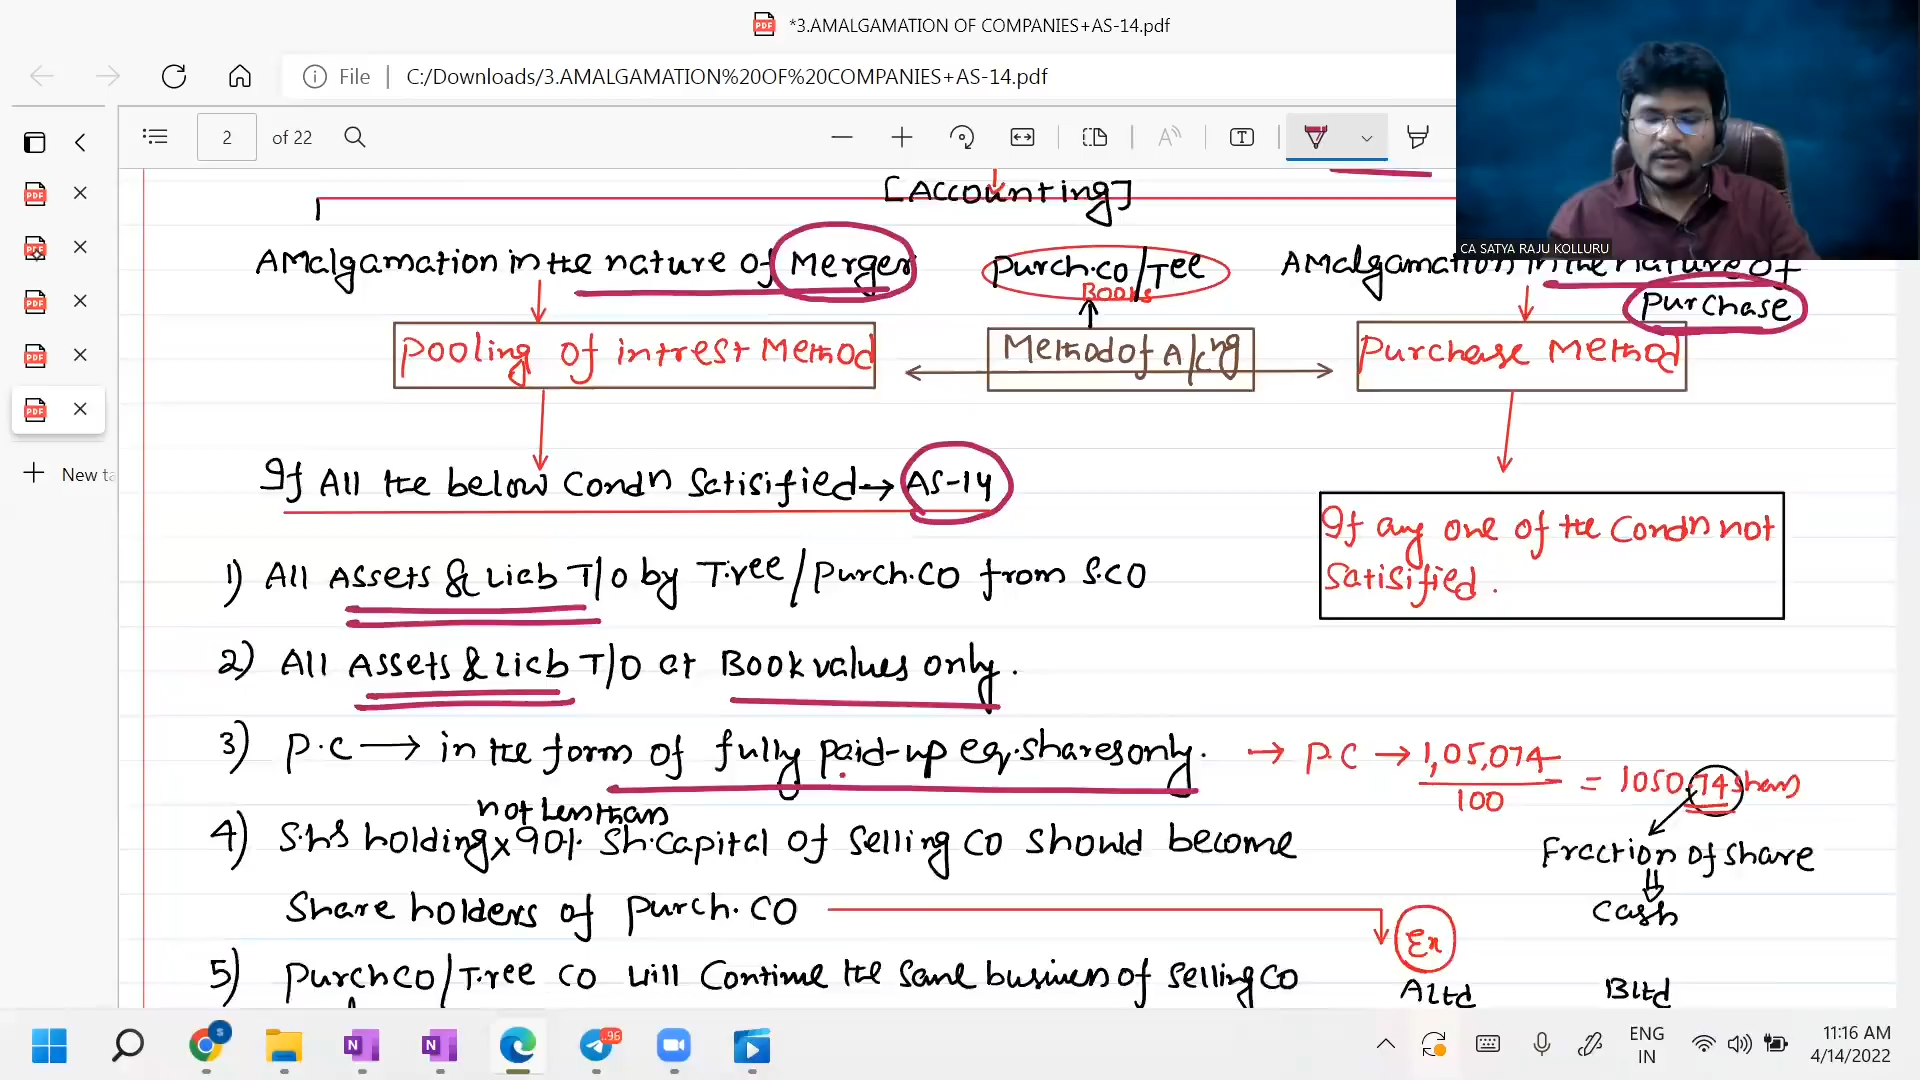 *3.AMALGAMATION OF COMPANIES+AS-14.pdf
File | C:/Downloads/3.AMALGAMATION%20OF%20COMPANIES+AS-14.pdf
2 of 22
CA SATYA RAJU KOLLURU
[Accounting]
AMalgamation in the nature of Merger
Purch.co/Tee
Books
AMalgamation in the nature of
Purchase
Pooling of intrest Method
Method of A/cng
Purchase Method
If All the below Condn Satisified → AS-14
If any one of the Condn not
Satisified.
1) All Assets & Liab T/o by T.ree/Purch.co from S.co
2) All Assets & Liab T/o at Book values only.
3) P.C → in the form of fully paid-up eq.shares only. → P.C → 1,05,074
100
= 1050.74 shares
not Less than
4) S.hs holding x 90% Sh.capital of Selling co should become
Share holders of Purch.co
Fraction of share
Cash
Ex
5) Purch co/T.ree co will Continue the same business of Selling co
A Ltd
B Ltd
New ta
..96
ENG
IN
11:16 AM
4/14/2022